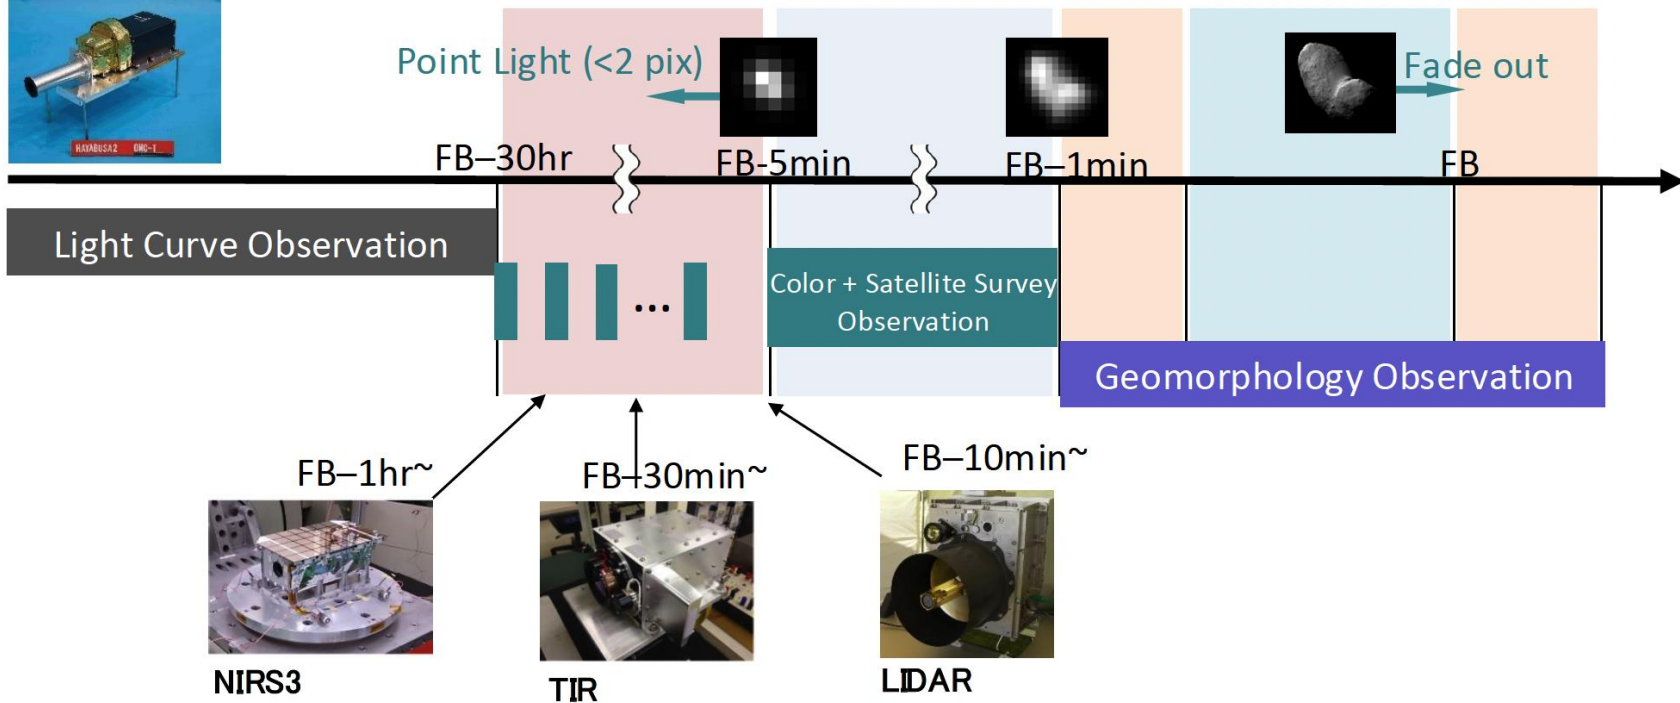 HAYABUSA2 ONC-T
Point Light (<2 pix)
Fade out
FB–30hr
FB-5min
FB–1min
FB
Light Curve Observation
...
Color + Satellite Survey
Observation
Geomorphology Observation
FB–1hr~
FB–30min~
FB–10min~
NIRS3
TIR
LIDAR